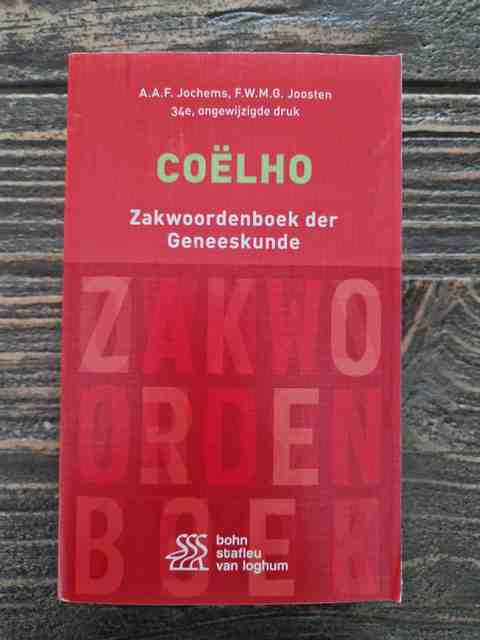 A.A.F. Jochems, F.W.M.G. Joosten
34e, ongewijzigde druk
COËLHO
Zakwoordenboek der
Geneeskunde
ZAKWO
ORDEN
BOEK
bohn
stafleu
van loghum